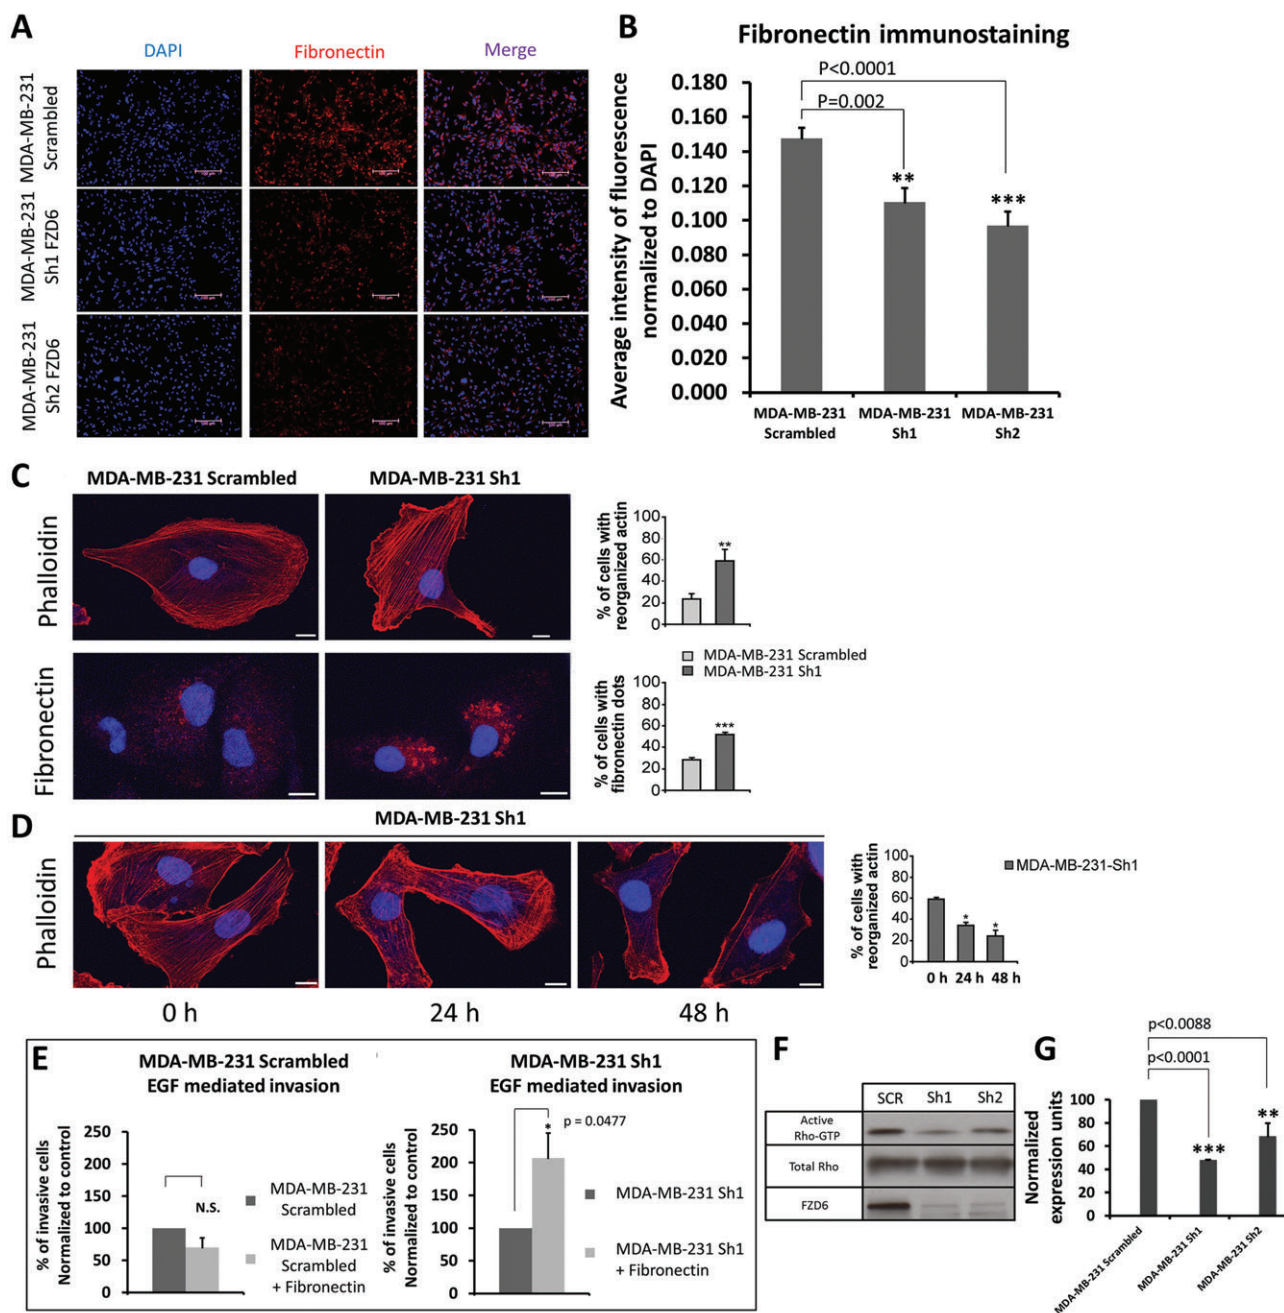 A
DAPI
Fibronectin
Merge
MDA-MB-231
Scrambled
MDA-MB-231
Sh1 FZD6
MDA-MB-231
Sh2 FZD6
B
Fibronectin immunostaining
P<0.0001
P=0.002
**
***
Average intensity of fluorescence
normalized to DAPI
0.180
0.160
0.140
0.120
0.100
0.080
0.060
0.040
0.020
0.000
MDA-MB-231
Scrambled
MDA-MB-231
Sh1
MDA-MB-231
Sh2
C
MDA-MB-231 Scrambled
MDA-MB-231 Sh1
Phalloidin
Fibronectin
% of cells with
reorganized actin
100
80
60
40
20
0
**
MDA-MB-231 Scrambled
MDA-MB-231 Sh1
% of cells with
fibronectin dots
100
80
60
40
20
0
***
D
MDA-MB-231 Sh1
Phalloidin
0 h
24 h
48 h
% of cells with
reorganized actin
100
80
60
40
20
0
*
*
MDA-MB-231-Sh1
0 h 24 h 48 h
E
MDA-MB-231 Scrambled
EGF mediated invasion
% of invasive cells
Normalized to control
250
200
150
100
50
0
N.S.
MDA-MB-231
Scrambled
MDA-MB-231
Scrambled
+ Fibronectin
MDA-MB-231 Sh1
EGF mediated invasion
% of invasive cells
Normalized to control
250
200
150
100
50
0
*
p = 0.0477
MDA-MB-231 Sh1
MDA-MB-231 Sh1
+ Fibronectin
F
SCR
Sh1
Sh2
Active
Rho-GTP
Total Rho
FZD6
G
p<0.0088
p<0.0001
Normalized
expression units
100
80
60
40
20
0
***
**
MDA-MB-231 Scrambled
MDA-MB-231 Sh1
MDA-MB-231 Sh2